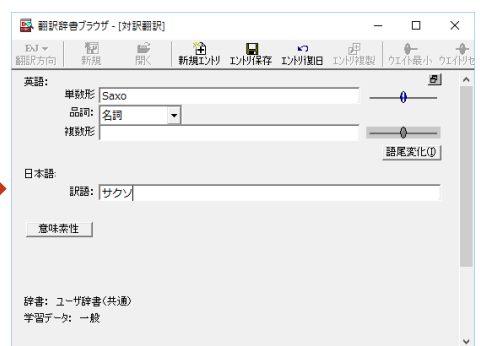 翻訳辞書ブラウザ - [対訳翻訳]
EXJ
翻訳方向 新規 開く 新規エントリ エントリ保存 エントリ復旧 エントリ複製 ウエイト最小 ウエイトリセ
英語:
単数形 Saxo
品詞: 名詞
複数形
語尾変化(I)
日本語:
訳語: サクソ
意味素性
辞書: ユーザ辞書(共通)
学習データ: 一般